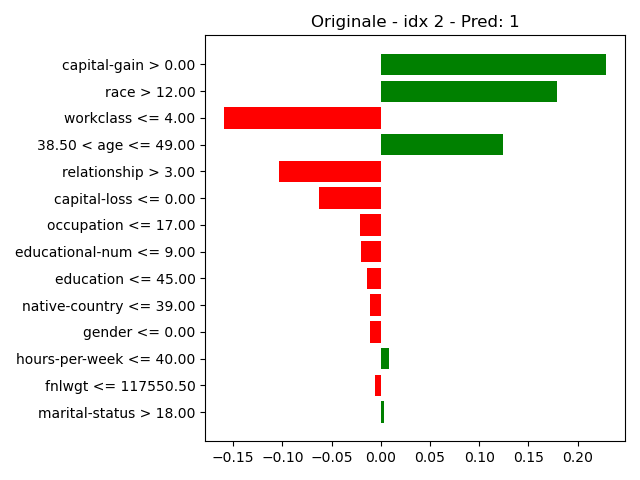 Originale - idx 2 - Pred: 1
capital-gain > 0.00
race > 12.00
workclass <= 4.00
38.50 < age <= 49.00
relationship > 3.00
capital-loss <= 0.00
occupation <= 17.00
educational-num <= 9.00
education <= 45.00
native-country <= 39.00
gender <= 0.00
hours-per-week <= 40.00
fnlwgt <= 117550.50
marital-status > 18.00
−0.15 −0.10 −0.05 0.00 0.05 0.10 0.15 0.20